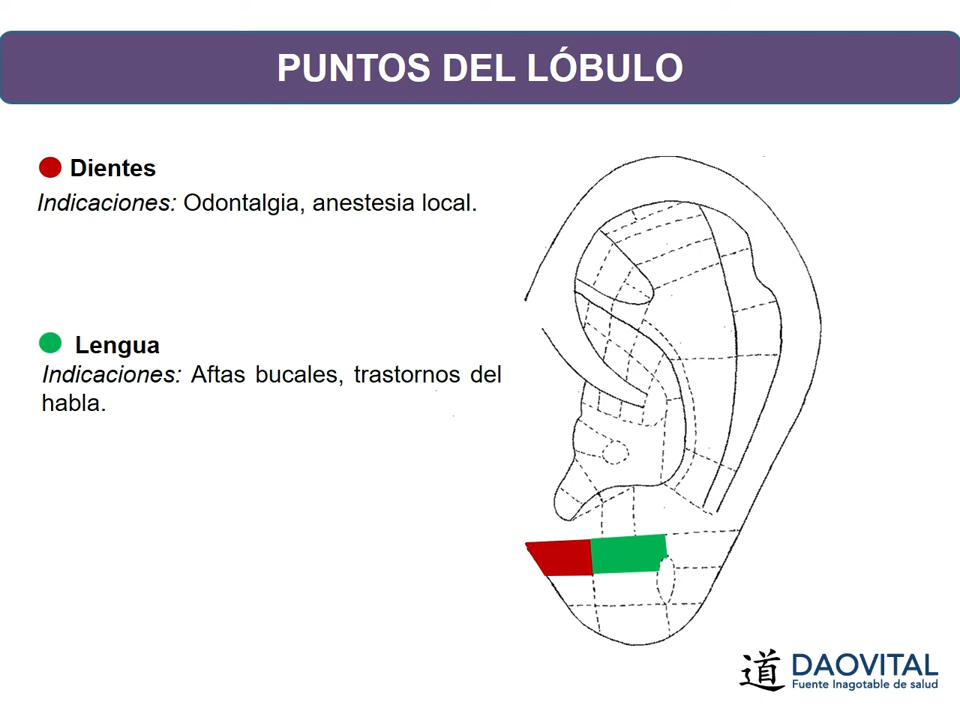 PUNTOS DEL LÓBULO
Dientes
Indicaciones: Odontalgia, anestesia local.
Lengua
Indicaciones: Aftas bucales, trastornos del
habla.
道 DAOVITAL
Fuente Inagotable de salud